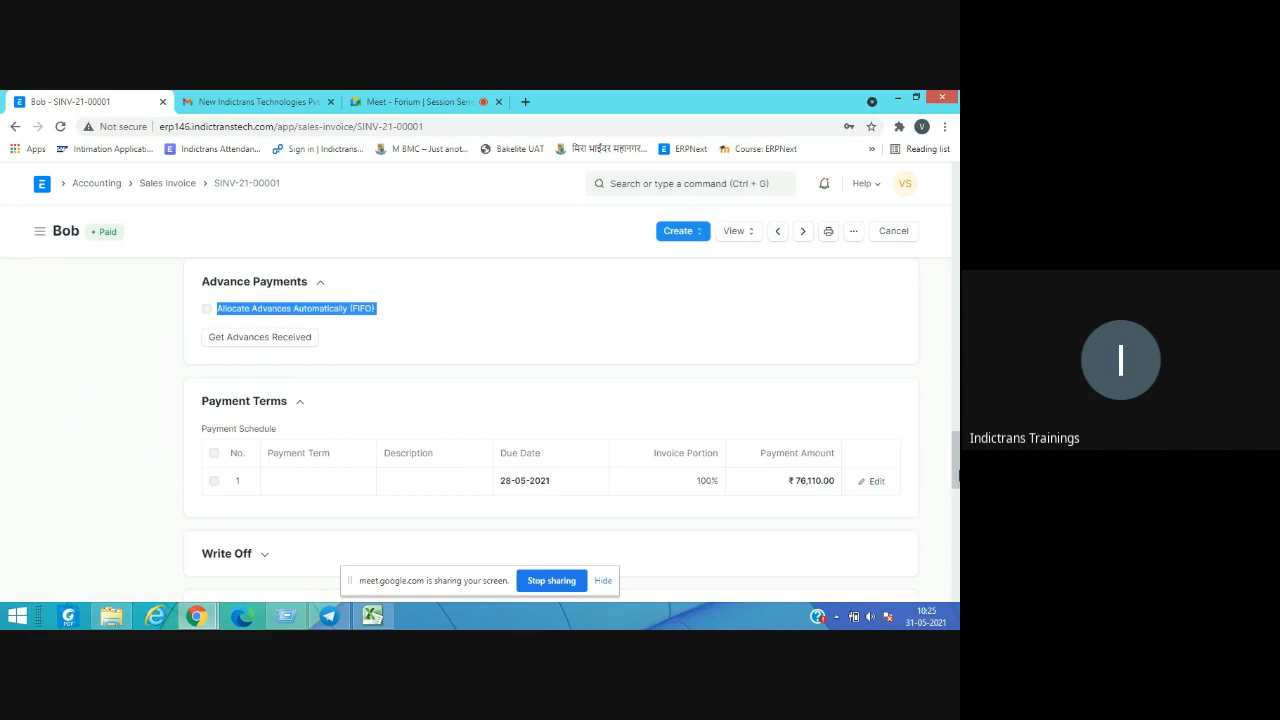 Bob - SINV-21-00001
New Indictrans Technologies Pvt
Meet - Forium | Session Sene
Not secure | erp146.indictranstech.com/app/sales-invoice/SINV-21-00001
V
Apps
Intimation Applicati...
Indictrans Attendan...
Sign in | Indictrans...
M BMC – Just anot...
Bakelite UAT
मिरा भाईंदर महानगर...
ERPNext
Course: ERPNext
»
Reading list
E > Accounting > Sales Invoice > SINV-21-00001
Search or type a command (Ctrl + G)
Help
VS
Bob
• Paid
Create
View
...
Cancel
Advance Payments
Allocate Advances Automatically (FIFO)
Get Advances Received
Payment Terms
Payment Schedule
No. Payment Term Description Due Date Invoice Portion Payment Amount
1 28-05-2021 100% ₹ 76,110.00 Edit
Write Off
meet.google.com is sharing your screen.
Stop sharing
Hide
10:25
31-05-2021
I
Indictrans Trainings